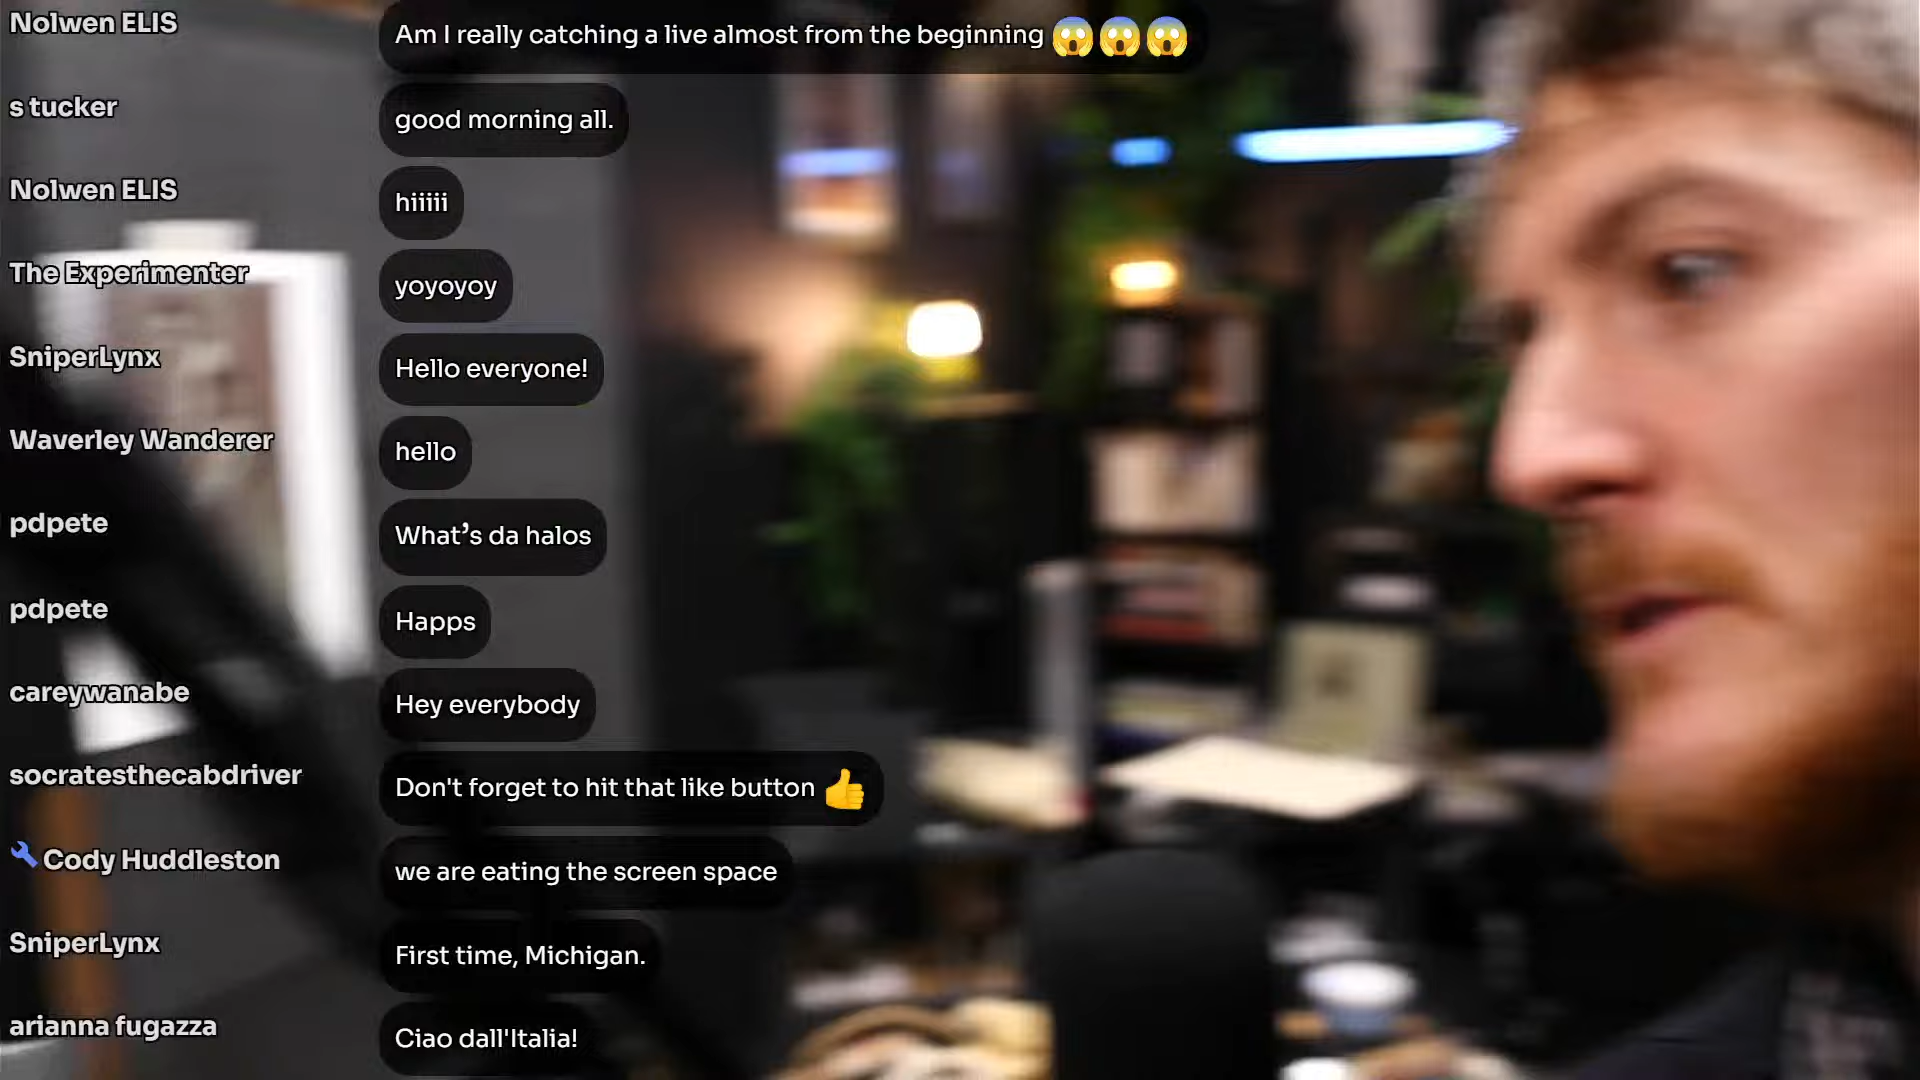 Nolwen ELIS
Am I really catching a live almost from the beginning 😱😱😱
s tucker
good morning all.
Nolwen ELIS
hiiiii
The Experimenter
yoyoyoy
SniperLynx
Hello everyone!
Waverley Wanderer
hello
pdpete
What’s da halos
pdpete
Happs
careywanabe
Hey everybody
socratesthecabdriver
Don't forget to hit that like button 👍
Cody Huddleston
we are eating the screen space
SniperLynx
First time, Michigan.
arianna fugazza
Ciao dall'Italia!